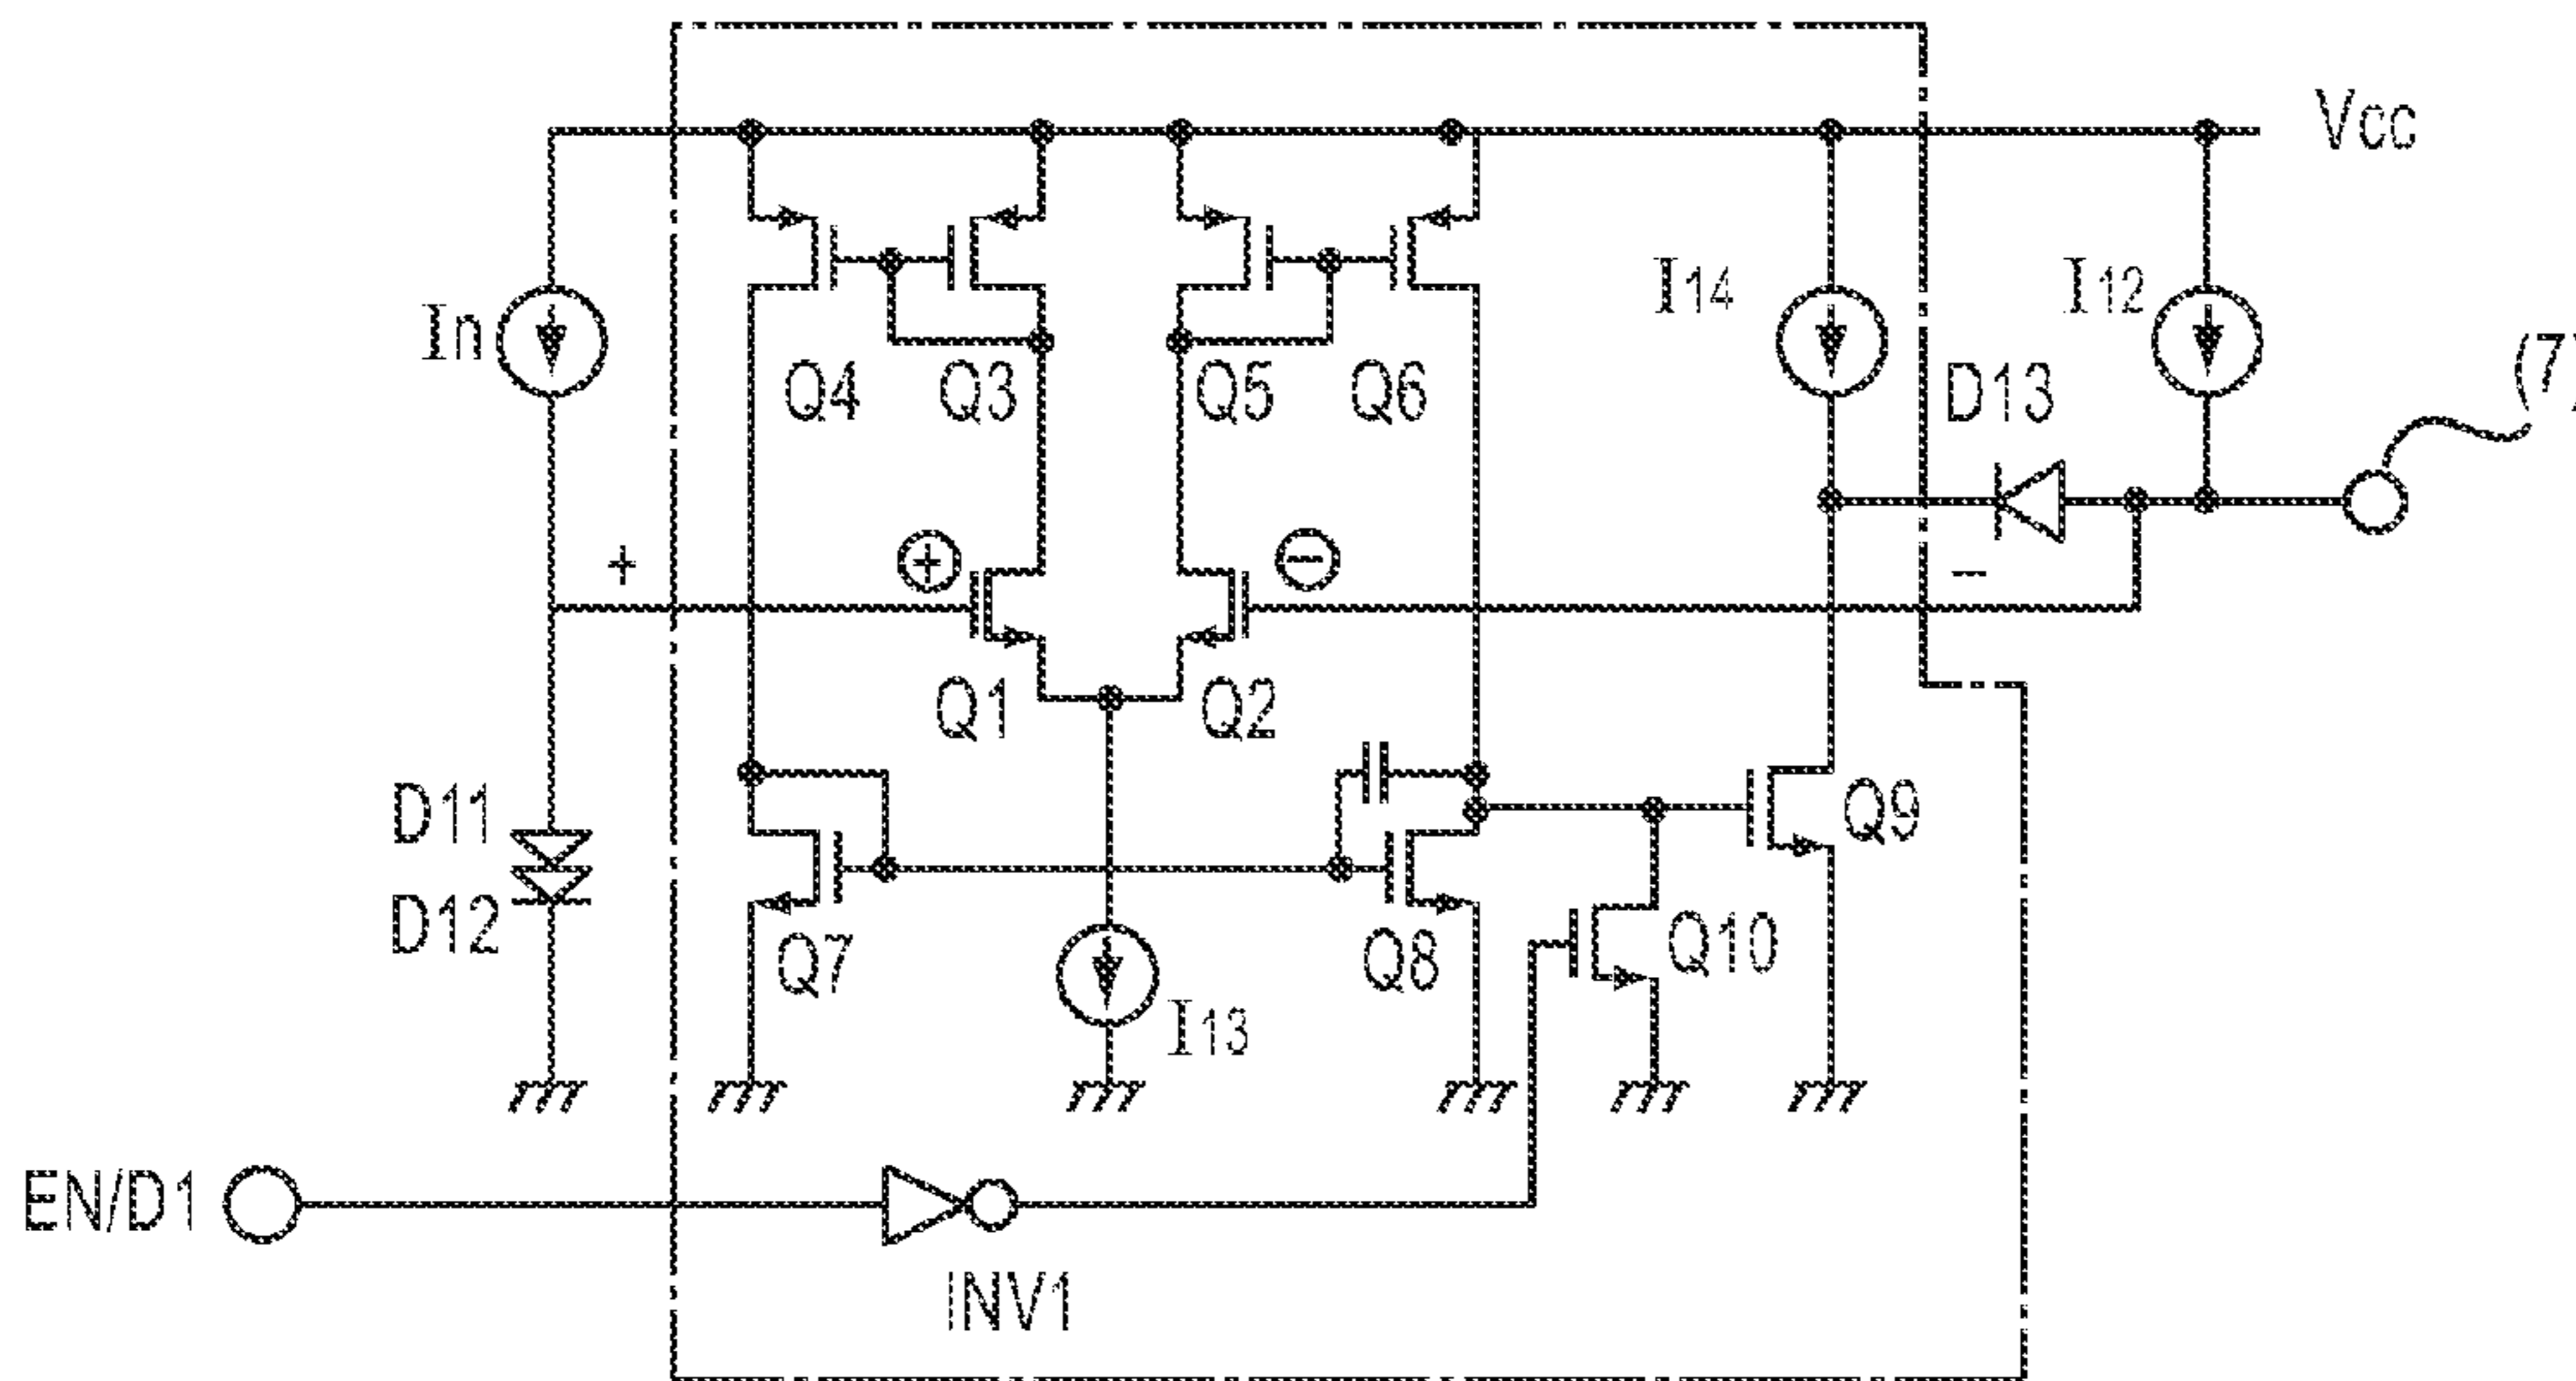 Vcc
In
I14
I12
(7)
Q4
Q3
Q5
Q6
D13
+
+
−
−
Q1
Q2
D11
D12
Q9
Q7
Q8
Q10
I13
EN/D1
INV1